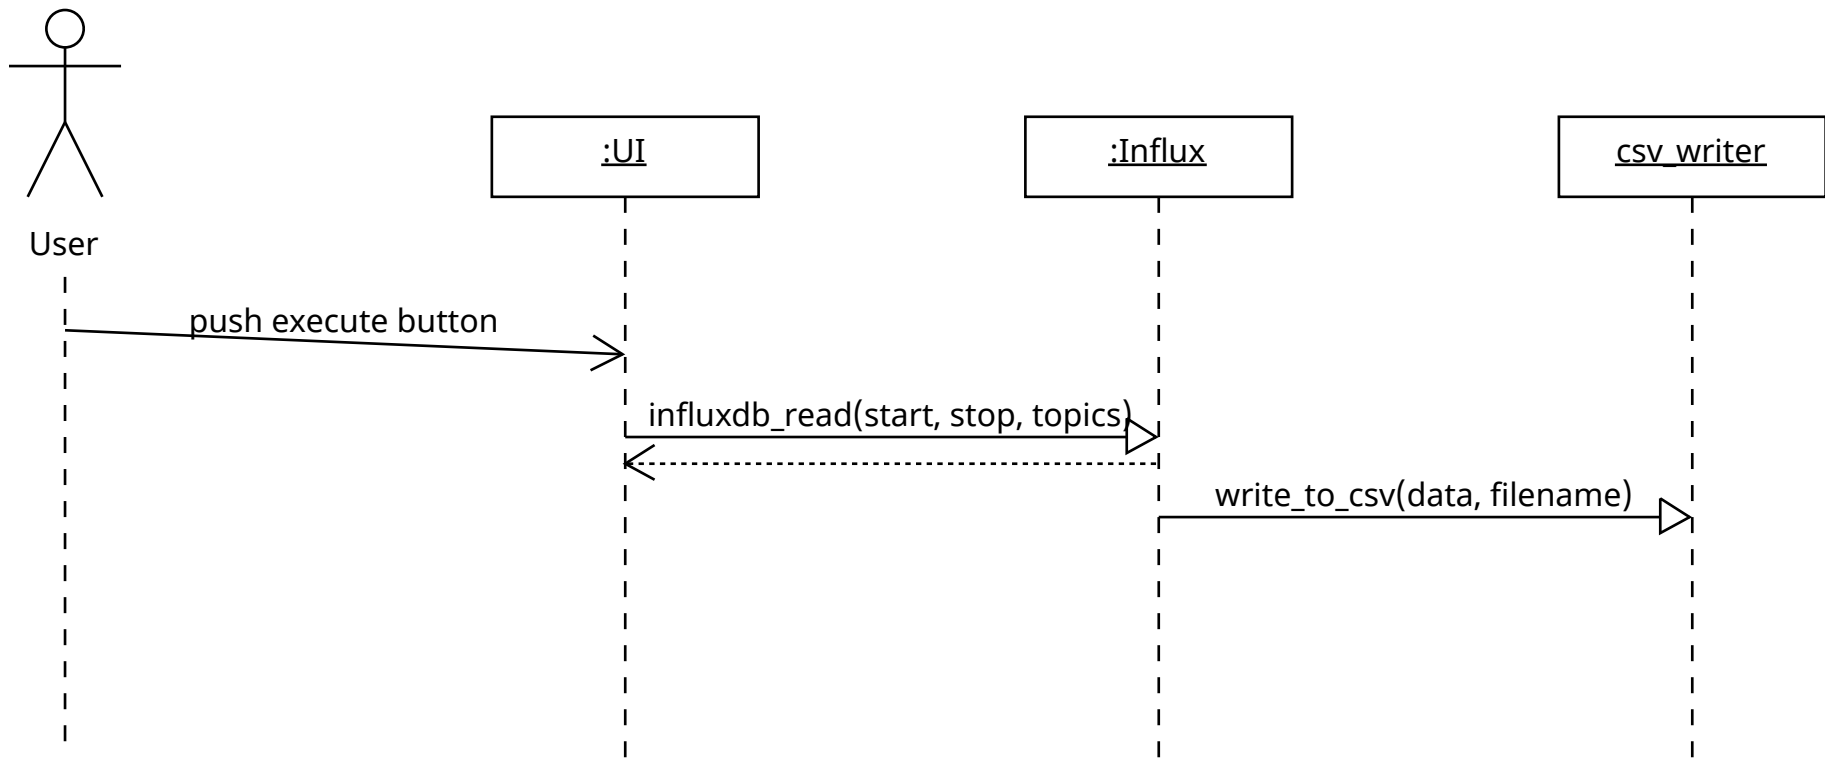 :UI
:Influx
csv_writer
User
push execute button
influxdb_read(start, stop, topics)
write_to_csv(data, filename)